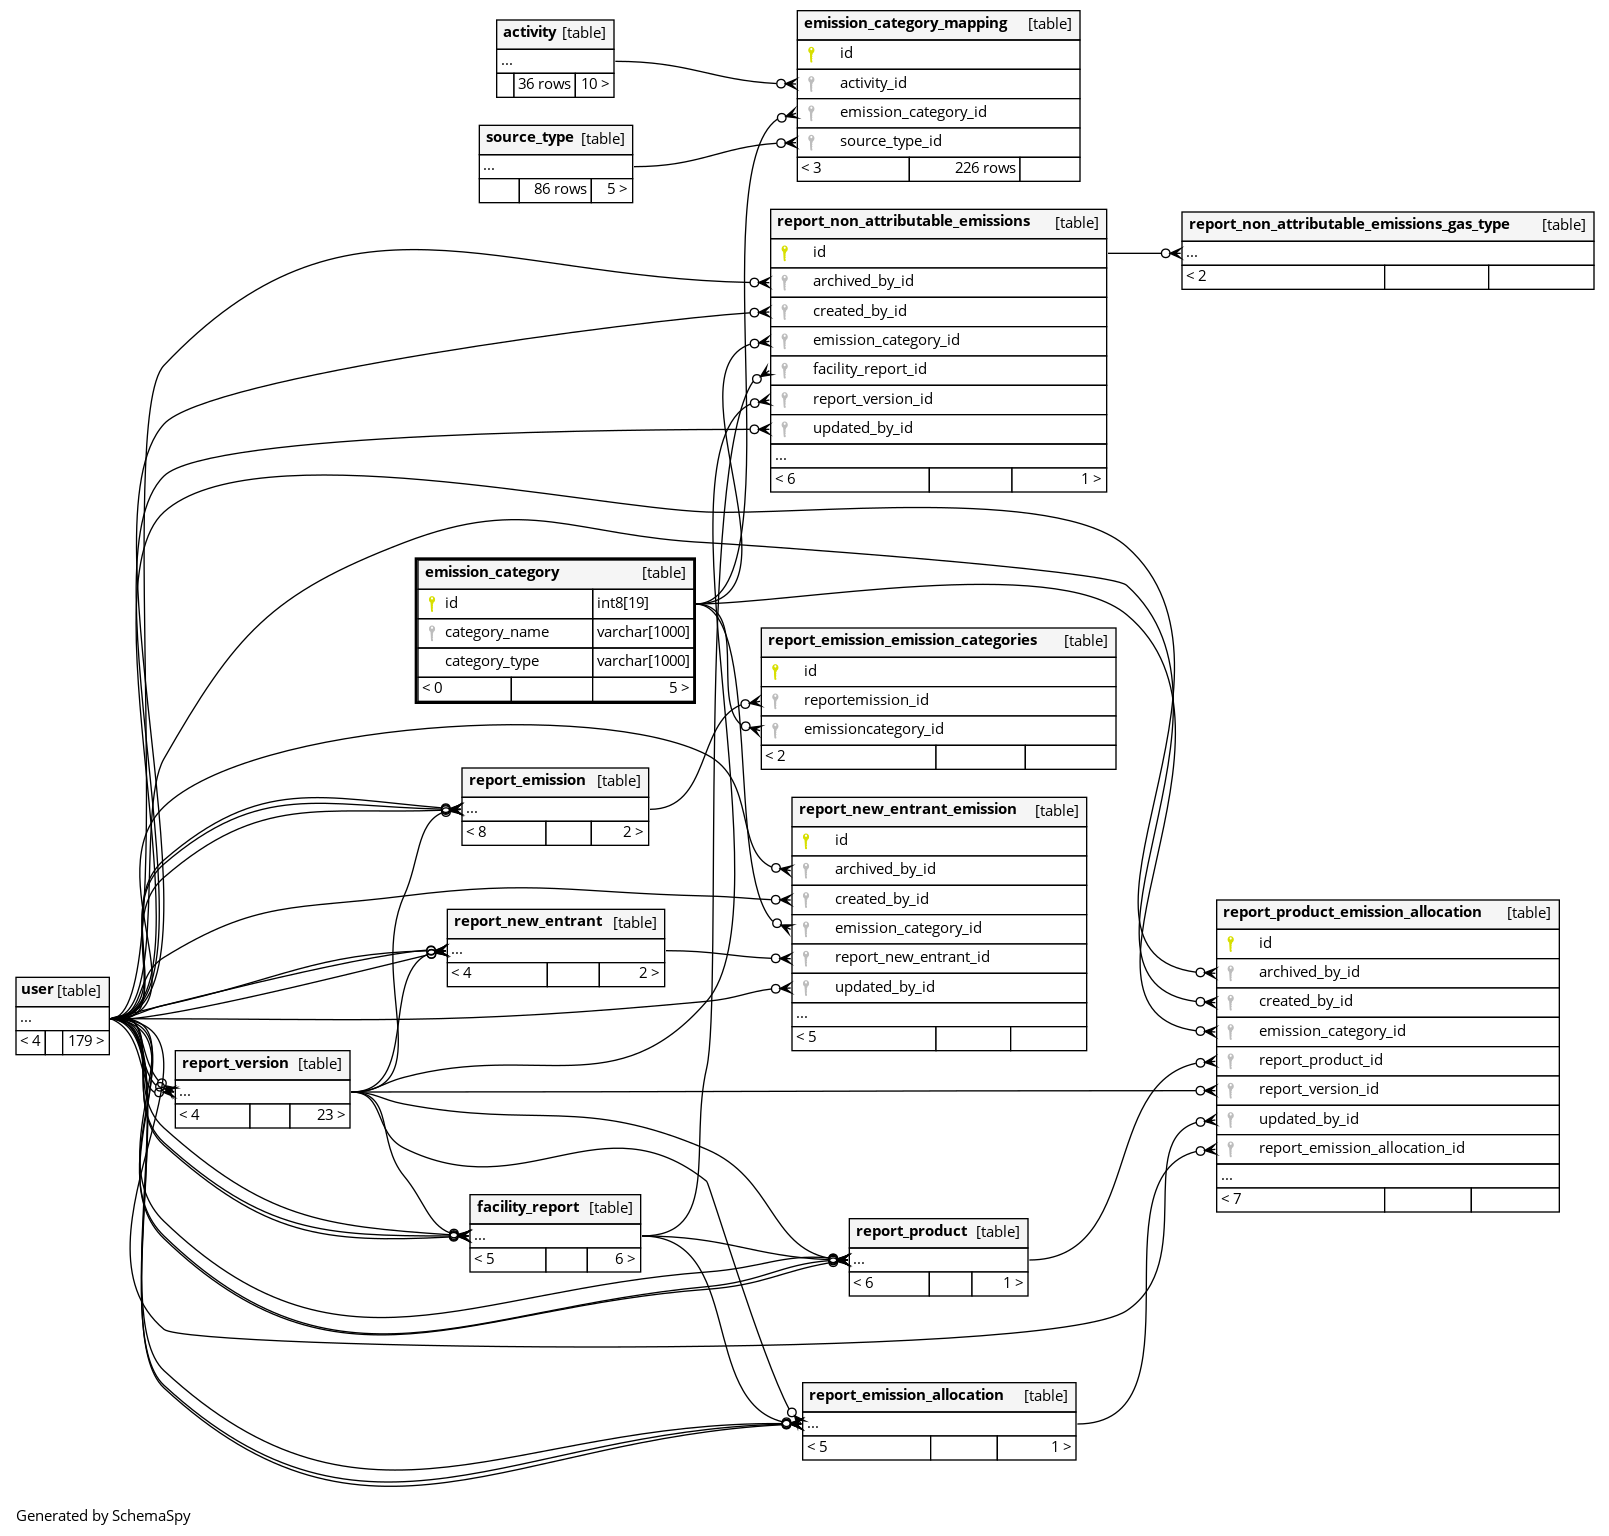 activity [table]
...
36 rows 10 >
source_type [table]
...
86 rows 5 >
emission_category_mapping [table]
id
activity_id
emission_category_id
source_type_id
< 3 226 rows
report_non_attributable_emissions [table]
id
archived_by_id
created_by_id
emission_category_id
facility_report_id
report_version_id
updated_by_id
...
< 6 1 >
report_non_attributable_emissions_gas_type [table]
...
< 2
emission_category [table]
id int8[19]
category_name varchar[1000]
category_type varchar[1000]
< 0 5 >
report_emission_emission_categories [table]
id
reportemission_id
emissioncategory_id
< 2
report_emission [table]
...
< 8 2 >
report_new_entrant_emission [table]
id
archived_by_id
created_by_id
emission_category_id
report_new_entrant_id
updated_by_id
...
< 5
report_new_entrant [table]
...
< 4 2 >
report_product_emission_allocation [table]
id
archived_by_id
created_by_id
emission_category_id
report_product_id
report_version_id
updated_by_id
report_emission_allocation_id
...
< 7
user [table]
...
< 4 179 >
report_version [table]
...
< 4 23 >
facility_report [table]
...
< 5 6 >
report_product [table]
...
< 6 1 >
report_emission_allocation [table]
...
< 5 1 >
Generated by SchemaSpy